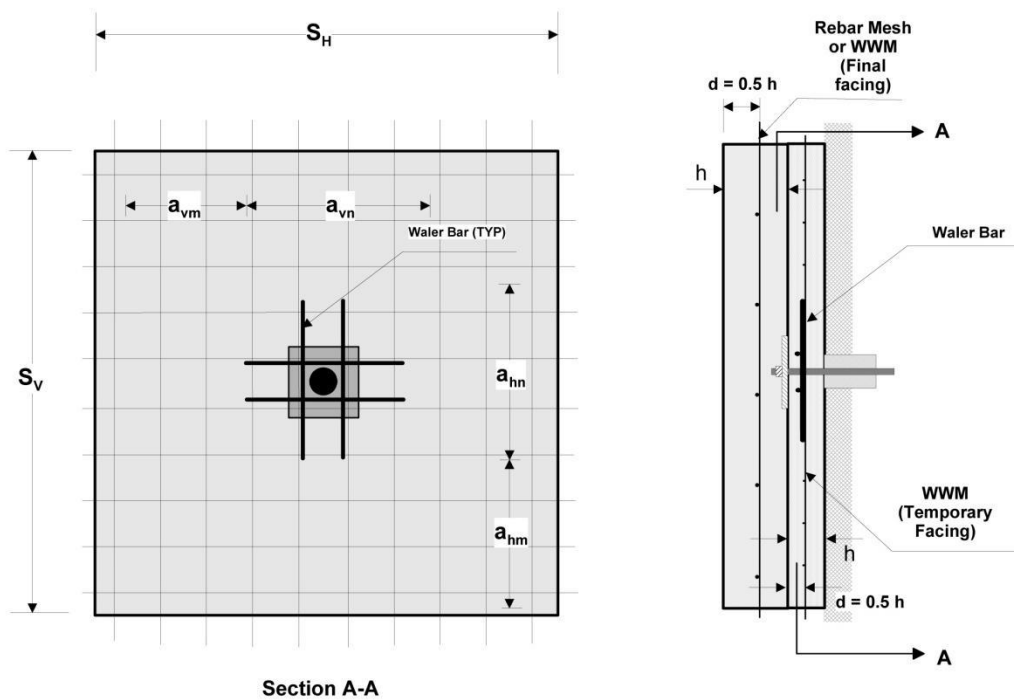 S_H
S_V
a_vm
a_vn
Waler Bar (TYP)
a_hn
a_hm
Section A-A
Rebar Mesh
or WWM
(Final
facing)
d = 0.5 h
A
h
Waler Bar
WWM
(Temporary
Facing)
h
d = 0.5 h
A